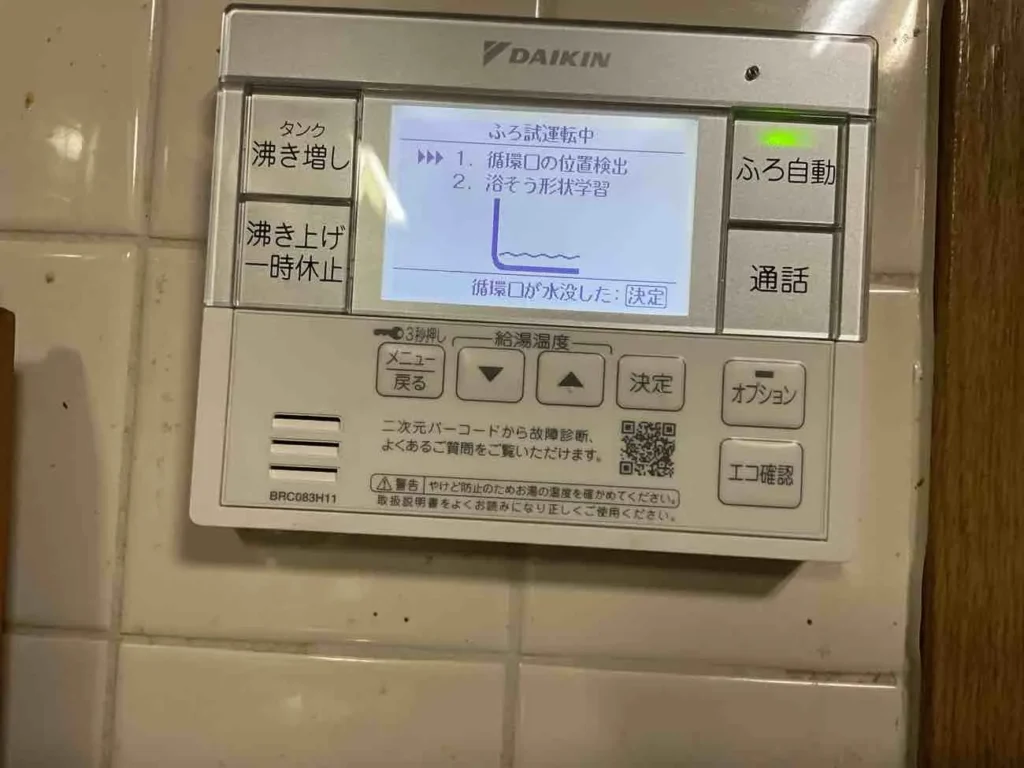 DAIKIN
タンク
沸き増し
沸き上げ
一時休止
ふろ試運転中
1. 循環口の位置検出
2. 浴そう形状学習
循環口が水没した：決定
ふろ自動
通話
3秒押し
メニュー
戻る
給湯温度
▼
▲
決定
オプション
エコ確認
二次元バーコードから故障診断、
よくあるご質問をご覧いただけます。
BRC083H11
警告 やけど防止のためお湯の温度を確かめてください。
取扱説明書をよくお読みになり正しくご使用ください。